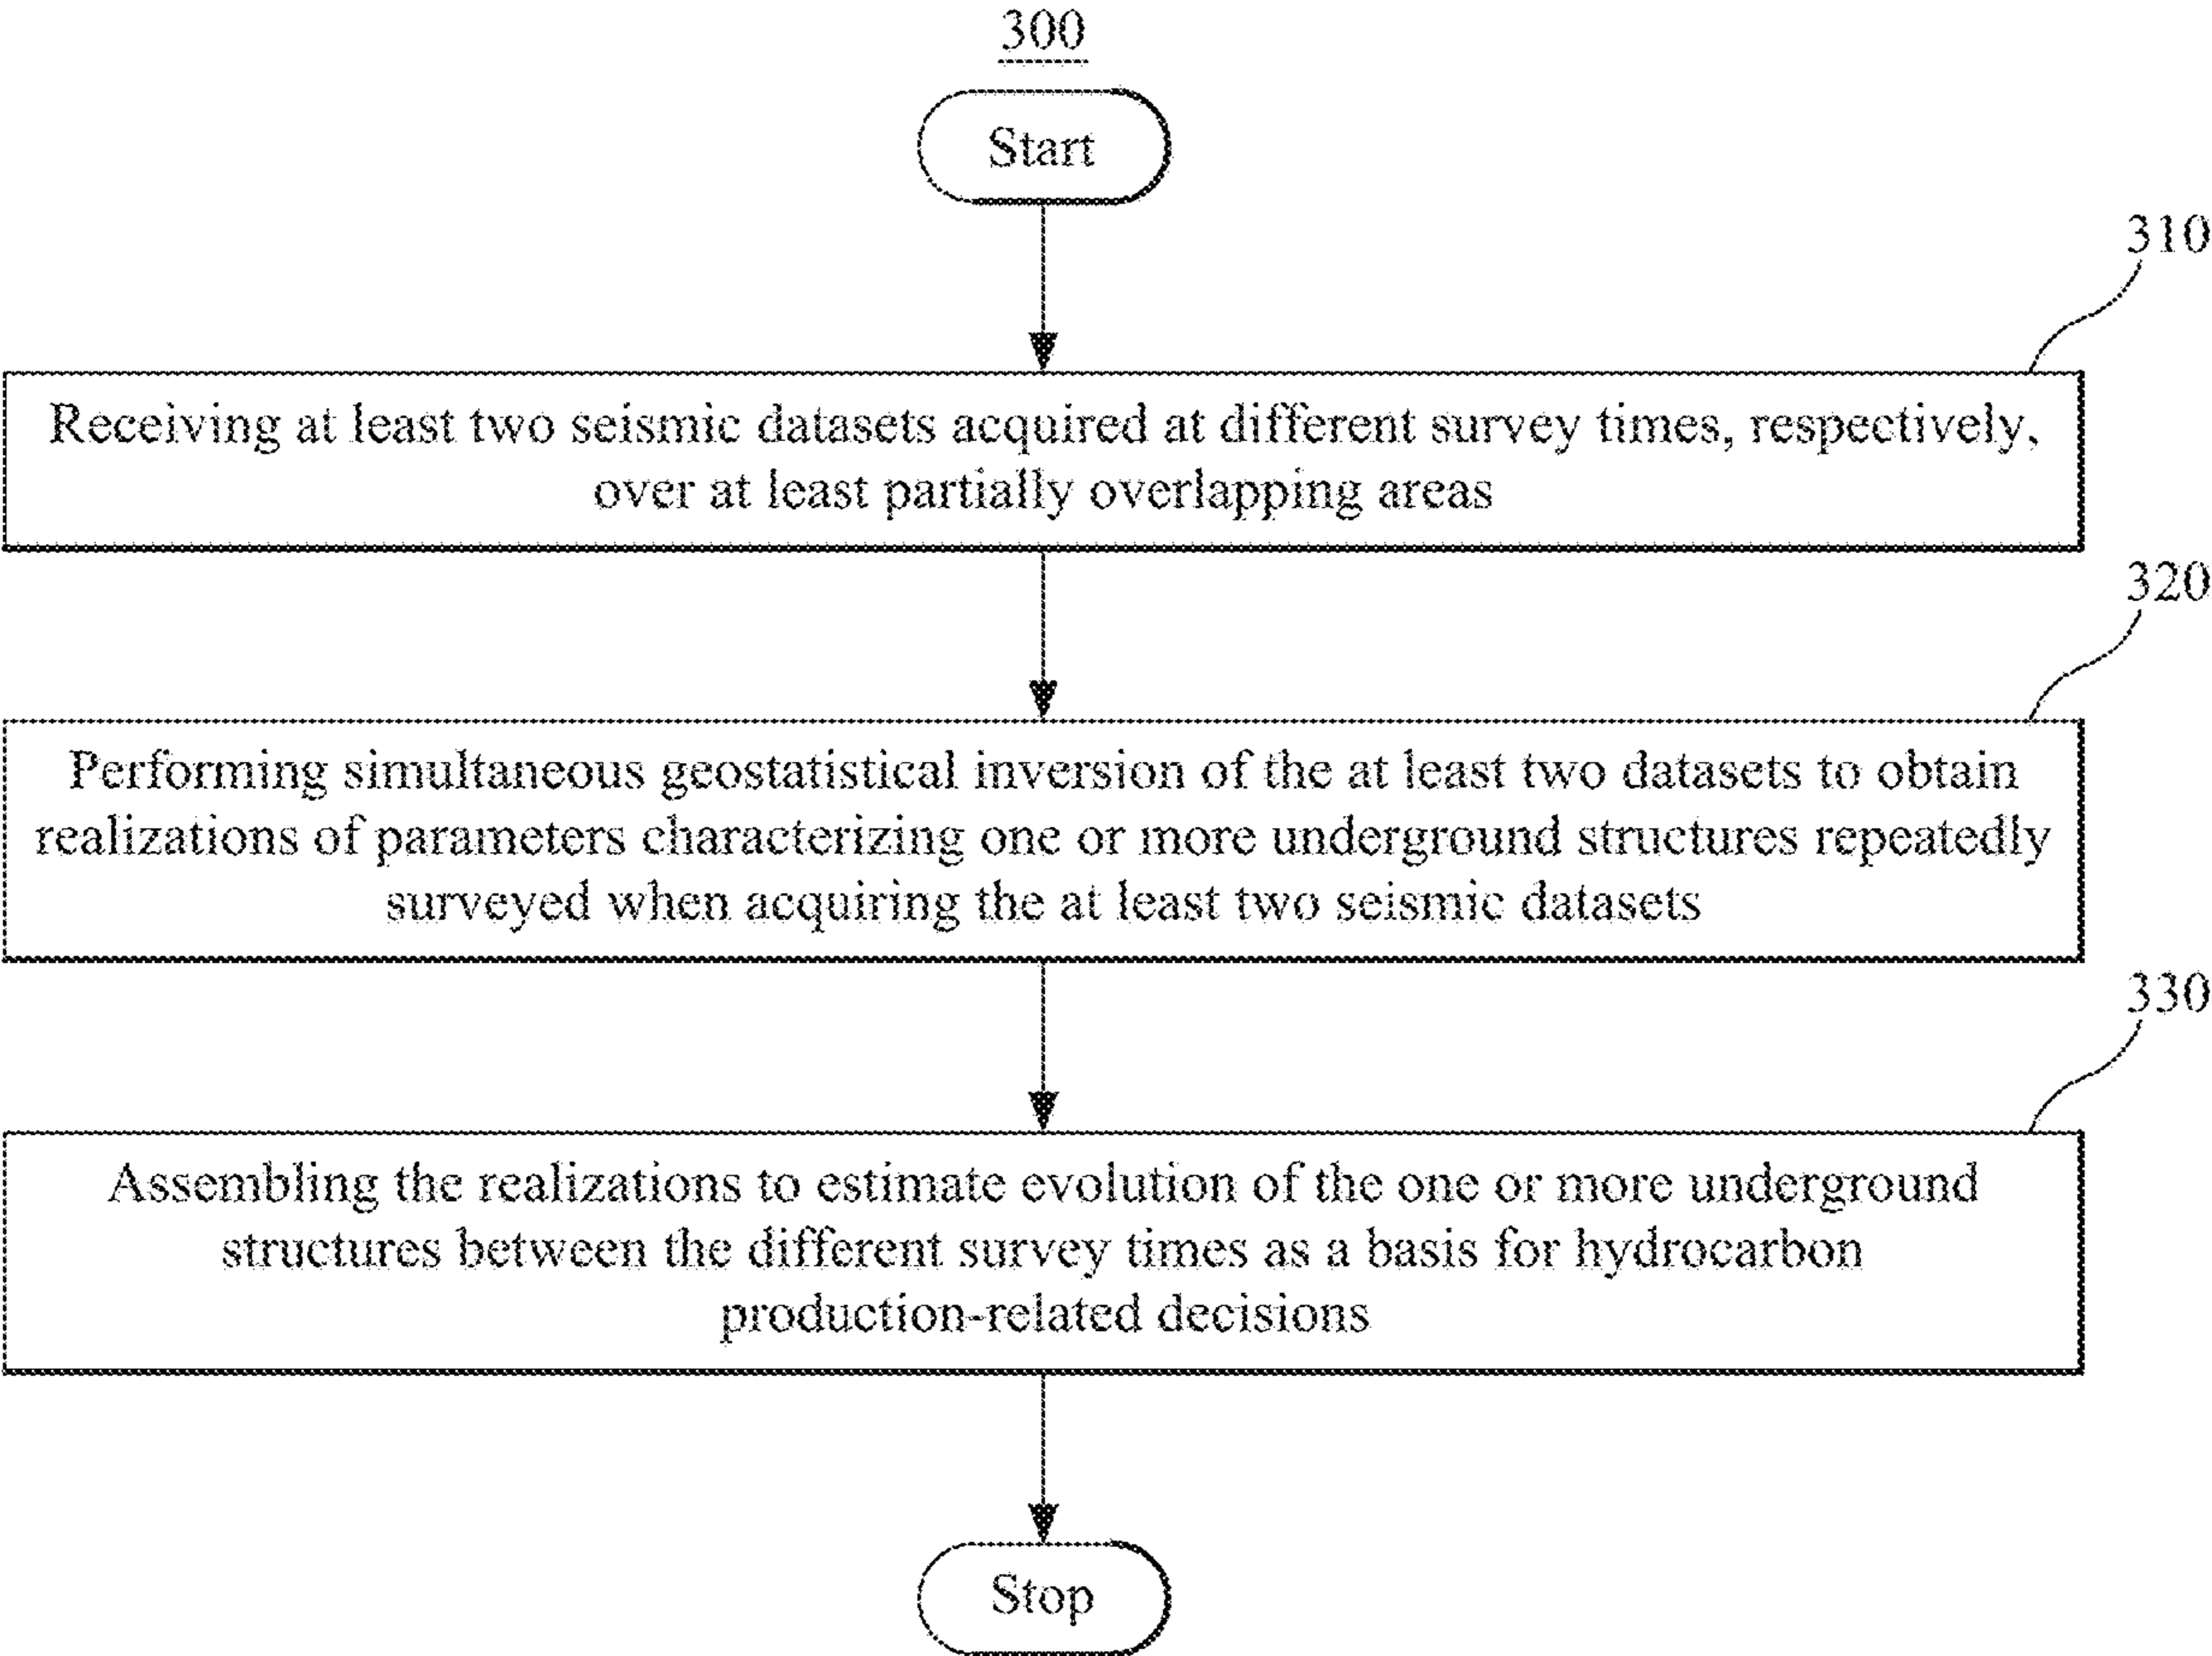 300
Start
310
Receiving at least two seismic datasets acquired at different survey times, respectively,
over at least partially overlapping areas
320
Performing simultaneous geostatistical inversion of the at least two datasets to obtain
realizations of parameters characterizing one or more underground structures repeatedly
surveyed when acquiring the at least two seismic datasets
330
Assembling the realizations to estimate evolution of the one or more underground
structures between the different survey times as a basis for hydrocarbon
production-related decisions
Stop